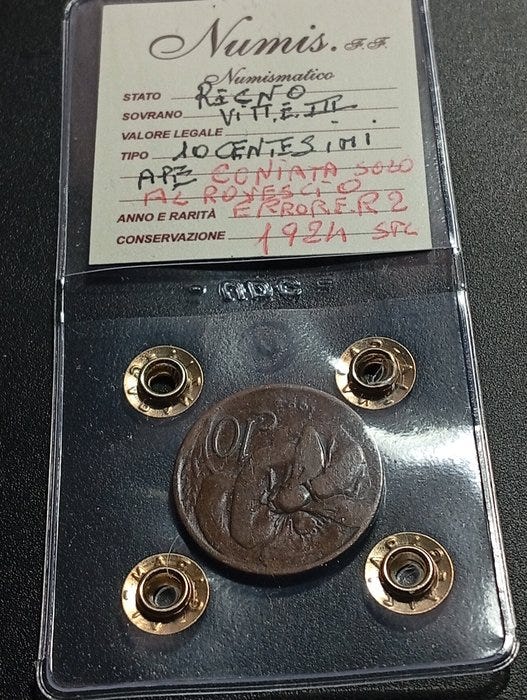 Numis. F.F.
Numismatico
STATO REGNO
SOVRANO VITT. E. III
VALORE LEGALE
TIPO 10 CENTESIMI
APE CONIATA SOLO
AL ROVESCIO
ANNO E RARITÀ ERRORE R2
CONSERVAZIONE 1924 SPL
ADC
10